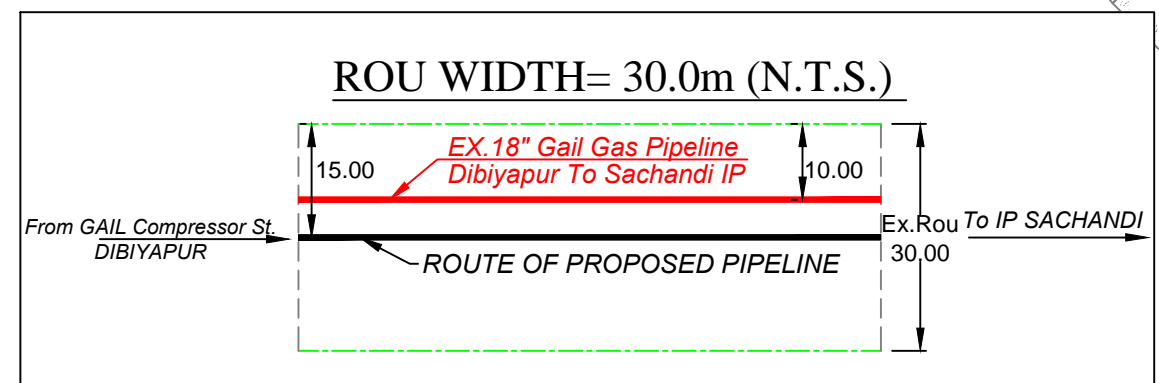 ROU WIDTH= 30.0m (N.T.S.)
EX.18" Gail Gas Pipeline
Dibiyapur To Sachandi IP
15.00
10.00
From GAIL Compressor St.
DIBIYAPUR
Ex.Rou
30.00
To IP SACHANDI
ROUTE OF PROPOSED PIPELINE